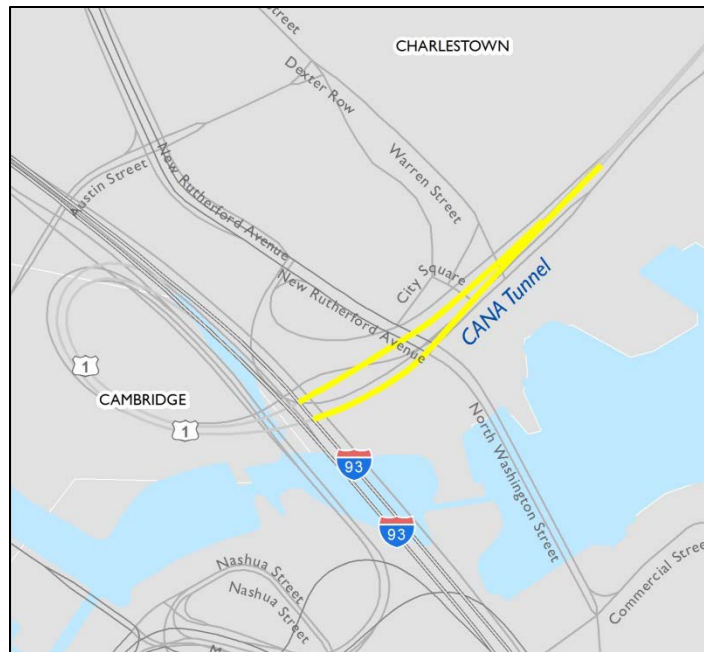 Street
CHARLESTOWN
Dexter Row
Warren Street
Austin Street
New Rutherford Avenue
City Square
New Rutherford Avenue
CANA Tunnel
1
CAMBRIDGE
1
93
93
North Washington Street
Nashua Street
Nashua Street
Commercial Stree